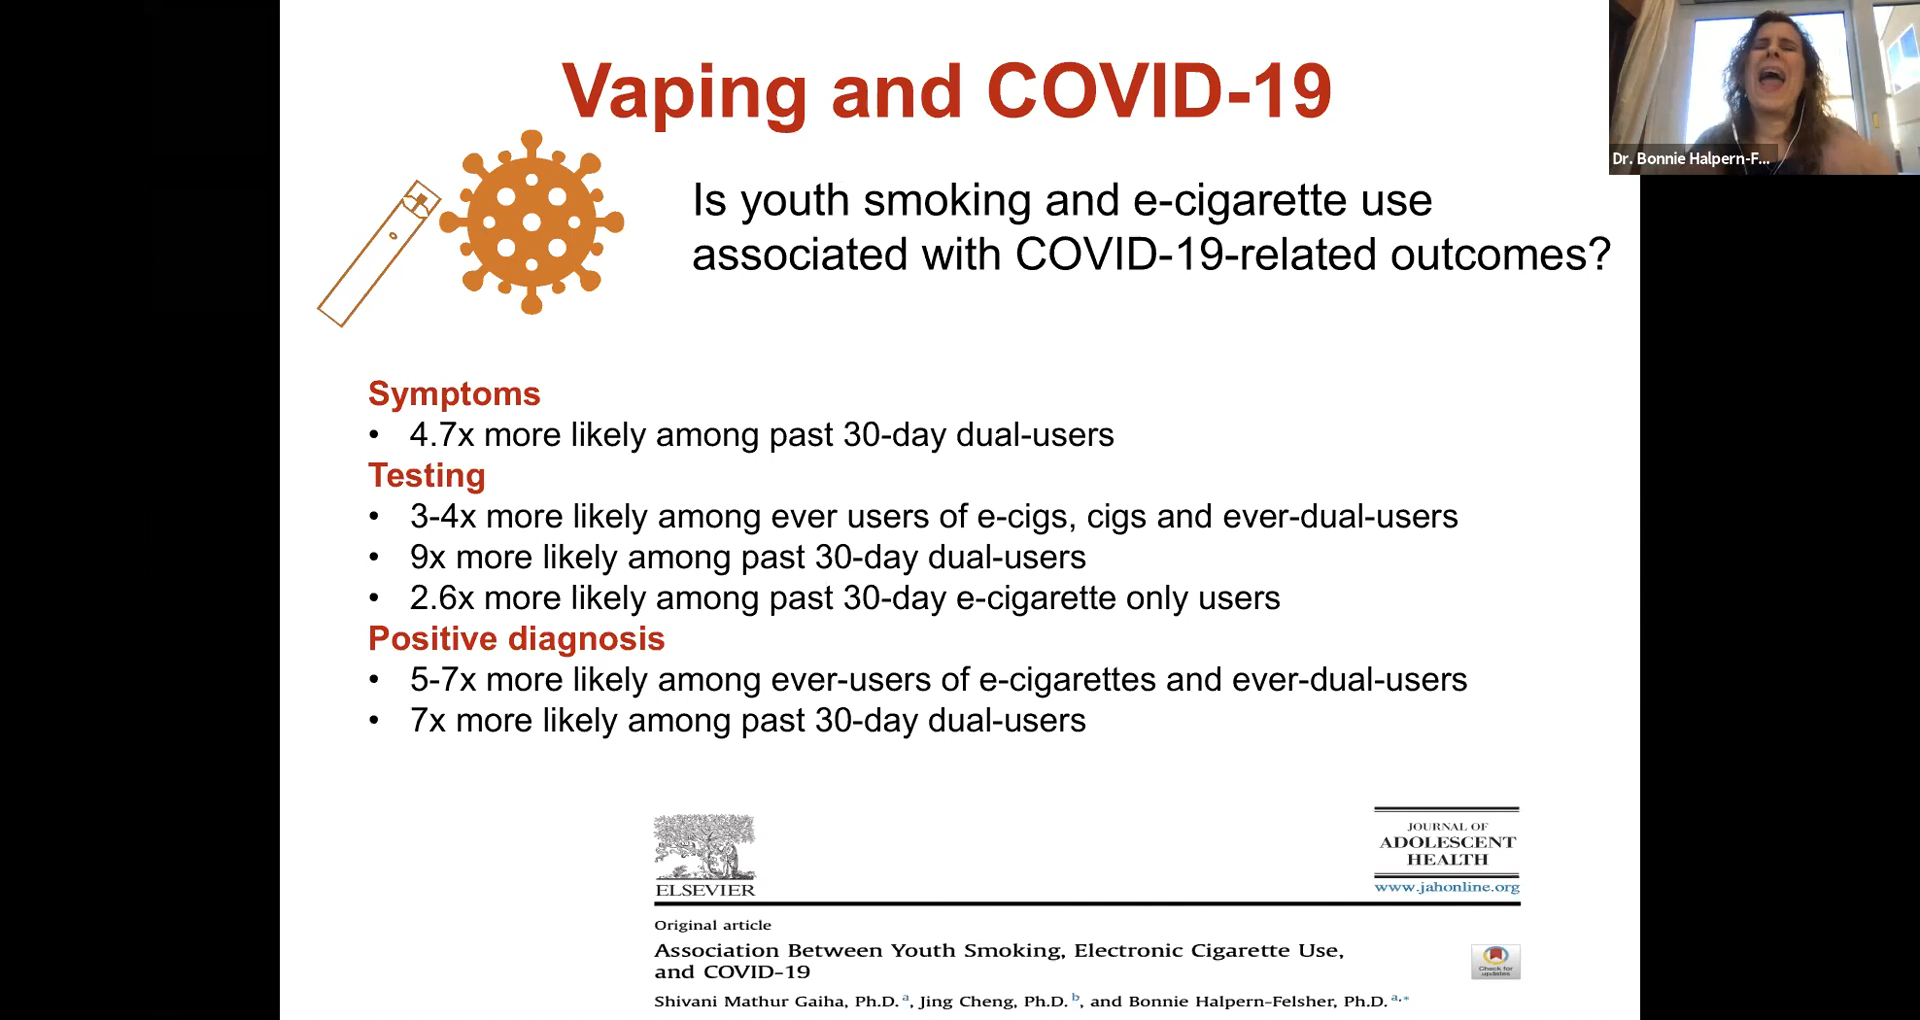 Vaping and COVID-19
Dr. Bonnie Halpern-F...
Is youth smoking and e-cigarette use
associated with COVID-19-related outcomes?
Symptoms
• 4.7x more likely among past 30-day dual-users
Testing
• 3-4x more likely among ever users of e-cigs, cigs and ever-dual-users
• 9x more likely among past 30-day dual-users
• 2.6x more likely among past 30-day e-cigarette only users
Positive diagnosis
• 5-7x more likely among ever-users of e-cigarettes and ever-dual-users
• 7x more likely among past 30-day dual-users
ELSEVIER
JOURNAL OF
ADOLESCENT
HEALTH
www.jahonline.org
Original article
Association Between Youth Smoking, Electronic Cigarette Use,
and COVID-19
Check for
updates
Shivani Mathur Gaiha, Ph.D. a, Jing Cheng, Ph.D. b, and Bonnie Halpern-Felsher, Ph.D. a,*